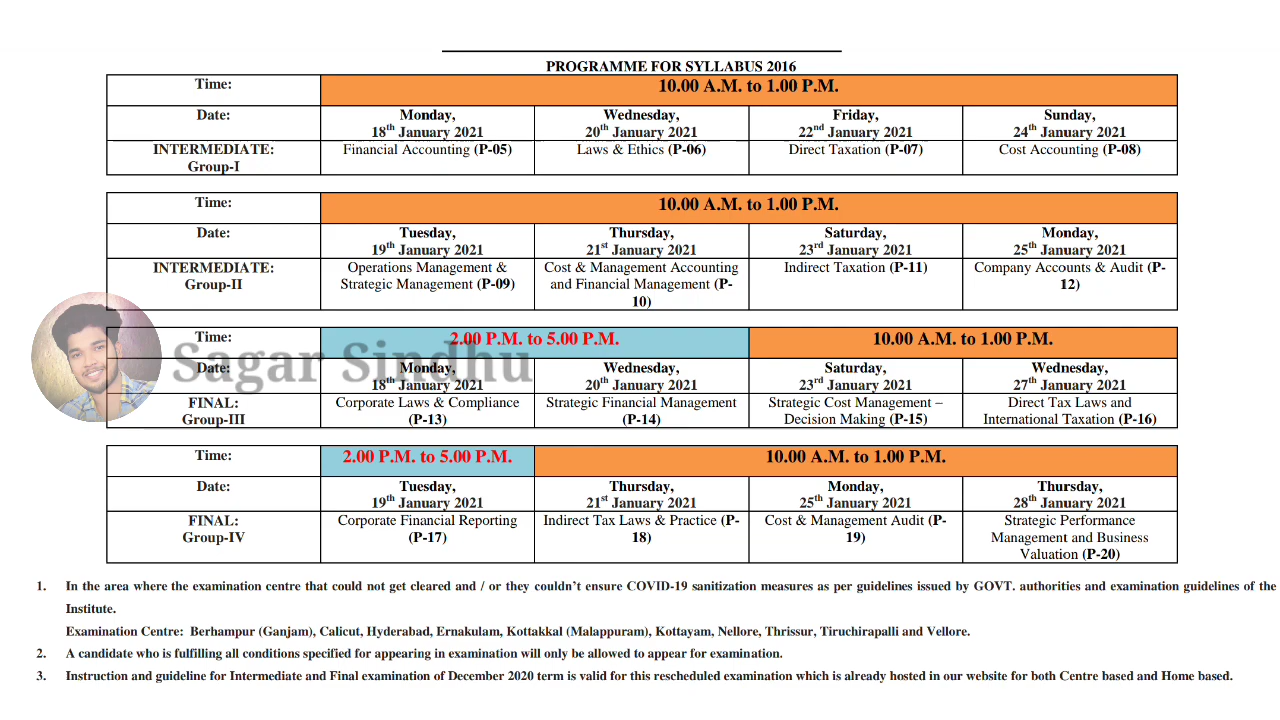 PROGRAMME FOR SYLLABUS 2016
Time: 10.00 A.M. to 1.00 P.M.
Date: Monday, Wednesday, Friday, Sunday,
18th January 2021 20th January 2021 22nd January 2021 24th January 2021
INTERMEDIATE: Financial Accounting (P-05) Laws & Ethics (P-06) Direct Taxation (P-07) Cost Accounting (P-08)
Group-I
Time: 10.00 A.M. to 1.00 P.M.
Date: Tuesday, Thursday, Saturday, Monday,
19th January 2021 21st January 2021 23rd January 2021 25th January 2021
INTERMEDIATE: Operations Management & Cost & Management Accounting Indirect Taxation (P-11) Company Accounts & Audit (P-
Group-II Strategic Management (P-09) and Financial Management (P- 12)
10)
Time: 2.00 P.M. to 5.00 P.M. 10.00 A.M. to 1.00 P.M.
Sagar Sindhu
Date: Monday, Wednesday, Saturday, Wednesday,
18th January 2021 20th January 2021 23rd January 2021 27th January 2021
FINAL: Corporate Laws & Compliance Strategic Financial Management Strategic Cost Management – Direct Tax Laws and
Group-III (P-13) (P-14) Decision Making (P-15) International Taxation (P-16)
Time: 2.00 P.M. to 5.00 P.M. 10.00 A.M. to 1.00 P.M.
Date: Tuesday, Thursday, Monday, Thursday,
19th January 2021 21st January 2021 25th January 2021 28th January 2021
FINAL: Corporate Financial Reporting Indirect Tax Laws & Practice (P- Cost & Management Audit (P- Strategic Performance
Group-IV (P-17) 18) 19) Management and Business
Valuation (P-20)
1. In the area where the examination centre that could not get cleared and / or they couldn't ensure COVID-19 sanitization measures as per guidelines issued by GOVT. authorities and examination guidelines of the
Institute.
Examination Centre: Berhampur (Ganjam), Calicut, Hyderabad, Ernakulam, Kottakkal (Malappuram), Kottayam, Nellore, Thrissur, Tiruchirapalli and Vellore.
2. A candidate who is fulfilling all conditions specified for appearing in examination will only be allowed to appear for examination.
3. Instruction and guideline for Intermediate and Final examination of December 2020 term is valid for this rescheduled examination which is already hosted in our website for both Centre based and Home based.